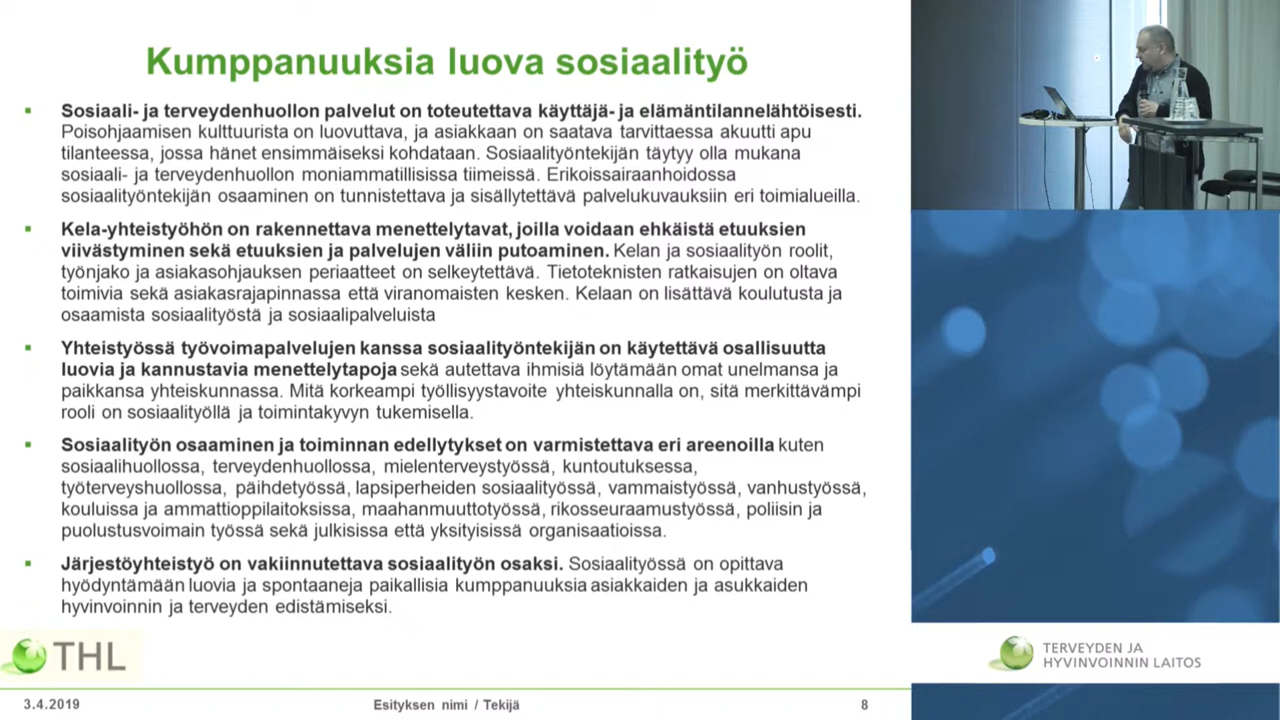 Kumppanuuksia luova sosiaalityö
Sosiaali- ja terveydenhuollon palvelut on toteutettava käyttäjä- ja elämäntilannelähtöisesti.
Poisohjaamisen kulttuurista on luovuttava, ja asiakkaan on saatava tarvittaessa akuutti apu
tilanteessa, jossa hänet ensimmäiseksi kohdataan. Sosiaalityöntekijän täytyy olla mukana
sosiaali- ja terveydenhuollon moniammatillisissa tiimeissä. Erikoissairaanhoidossa
sosiaalityöntekijän osaaminen on tunnistettava ja sisällytettävä palvelukuvauksiin eri toimialueilla.
Kela-yhteistyöhön on rakennettava menettelytavat, joilla voidaan ehkäistä etuuksien
viivästyminen sekä etuuksien ja palvelujen väliin putoaminen. Kelan ja sosiaalityön roolit,
työnjako ja asiakasohjauksen periaatteet on selkeytettävä. Tietoteknisten ratkaisujen on oltava
toimivia sekä asiakasrajapinnassa että viranomaisten kesken. Kelaan on lisättävä koulutusta ja
osaamista sosiaalityöstä ja sosiaalipalveluista
Yhteistyössä työvoimapalvelujen kanssa sosiaalityöntekijän on käytettävä osallisuutta
luovia ja kannustavia menettelytapoja sekä autettava ihmisiä löytämään omat unelmansa ja
paikkansa yhteiskunnassa. Mitä korkeampi työllisyystavoite yhteiskunnalla on, sitä merkittävämpi
rooli on sosiaalityöllä ja toimintakyvyn tukemisella.
Sosiaalityön osaaminen ja toiminnan edellytykset on varmistettava eri areenoilla kuten
sosiaalihuollossa, terveydenhuollossa, mielenterveystyössä, kuntoutuksessa,
työterveyshuollossa, päihdetyössä, lapsiperheiden sosiaalityössä, vammaistyössä, vanhustyössä,
kouluissa ja ammattioppilaitoksissa, maahanmuuttotyössä, rikosseuraamustyössä, poliisin ja
puolustusvoimain työssä sekä julkisissa että yksityisissä organisaatioissa.
Järjestöyhteistyö on vakiinnutettava sosiaalityön osaksi. Sosiaalityössä on opittava
hyödyntämään luovia ja spontaaneja paikallisia kumppanuuksia asiakkaiden ja asukkaiden
hyvinvoinnin ja terveyden edistämiseksi.
THL
TERVEYDEN JA
HYVINVOINNIN LAITOS
3.4.2019
Esityksen nimi / Tekijä
8